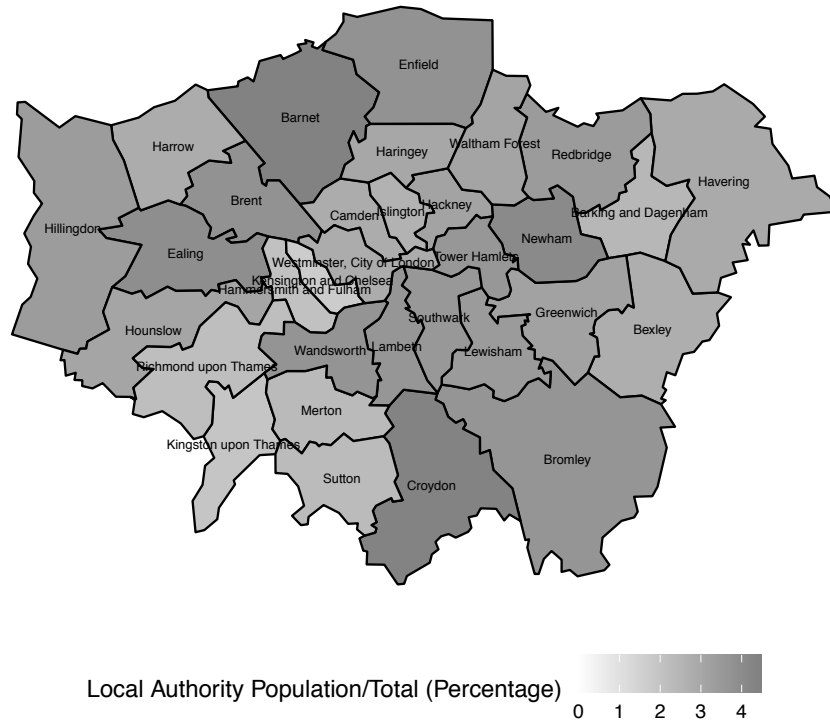 Enfield
Barnet
Harrow
Haringey
Waltham Forest
Redbridge
Havering
Brent
Camden
Islington
Hackney
Barking and Dagenham
Hillingdon
Ealing
Newham
Westminster, City of London
Tower Hamlets
Kensington and Chelsea
Hammersmith and Fulham
Hounslow
Southwark
Greenwich
Bexley
Wandsworth
Lambeth
Lewisham
Richmond upon Thames
Merton
Kingston upon Thames
Bromley
Sutton
Croydon
Local Authority Population/Total (Percentage)
0 1 2 3 4